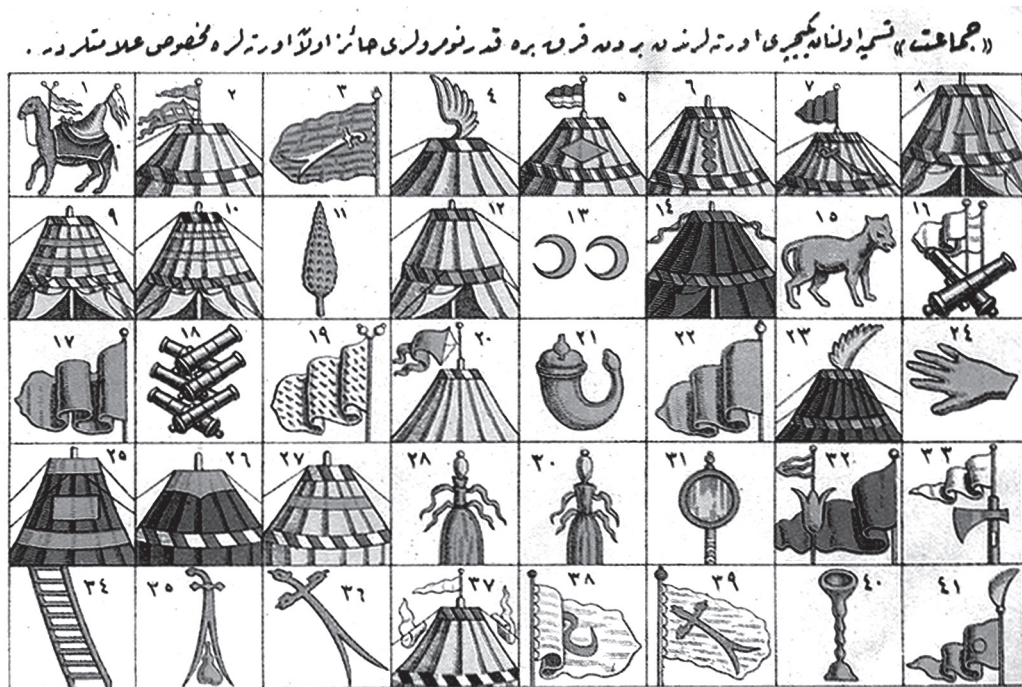 «جماعت» تسمیه اولنان یکیچری اورته لرندن بردن قرق بره قدر نومرولری حائز اولان اورته لره مخصوص علامتلردر .
١ ٢ ٣ ٤ ٥ ٦ ٧ ٨
٩ ١٠ ١١ ١٢ ١٣ ١٤ ١٥ ١٦
١٧ ١٨ ١٩ ٢٠ ٢١ ٢٢ ٢٣ ٢٤
٢٥ ٢٦ ٢٧ ٢٨ ٣٠ ٣١ ٣٢ ٣٣
٣٤ ٣٥ ٣٦ ٣٧ ٣٨ ٣٩ ٤٠ ٤١